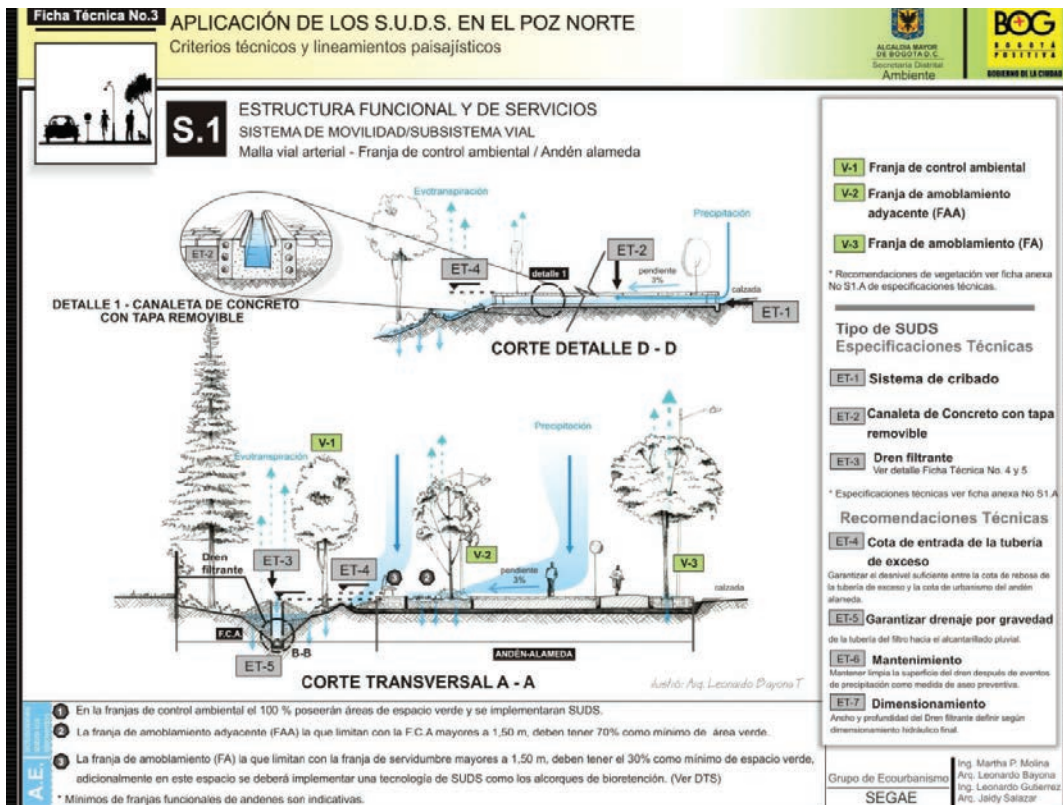 Ficha Técnica No.3
APLICACIÓN DE LOS S.U.D.S. EN EL POZ NORTE
Criterios técnicos y lineamientos paisajísticos
ALCALDIA MAYOR
DE BOGOTA D.C.
Secretaría Distrital
Ambiente
BOG
BOGOTÁ
POSITIVA
GOBIERNO DE LA CIUDAD
S.1
ESTRUCTURA FUNCIONAL Y DE SERVICIOS
SISTEMA DE MOVILIDAD/SUBSISTEMA VIAL
Malla vial arterial - Franja de control ambiental / Andén alameda
Evotranspiración
Precipitación
ET-2
ET-4
detalle 1
ET-2
pendiente
3%
calzada
ET-1
DETALLE 1 - CANALETA DE CONCRETO
CON TAPA REMOVIBLE
CORTE DETALLE D - D
V-1
Evotranspiración
Precipitación
Dren
filtrante
ET-3
ET-4
3
2
V-2
pendiente
3%
V-3
calzada
F.C.A
B-B
ET-5
ANDÉN-ALAMEDA
CORTE TRANSVERSAL A - A
ilustró: Arq. Leonardo Bayona T
A.E.
1 En la franjas de control ambiental el 100 % poseerán áreas de espacio verde y se implementaran SUDS.
2 La franja de amoblamiento adyacente (FAA) la que limitan con la F.C.A mayores a 1,50 m, deben tener 70% como mínimo de área verde.
3 La franja de amoblamiento (FA) la que limitan con la franja de servidumbre mayores a 1,50 m, deben tener el 30% como mínimo de espacio verde,
adicionalmente en este espacio se deberá implementar una tecnología de SUDS como los alcorques de bioretención. (Ver DTS)
* Mínimos de franjas funcionales de andenes son indicativas.
V-1 Franja de control ambiental
V-2 Franja de amoblamiento
adyacente (FAA)
V-3 Franja de amoblamiento (FA)
* Recomendaciones de vegetación ver ficha anexa
No S1.A de especificaciones técnicas.
Tipo de SUDS
Especificaciones Técnicas
ET-1 Sistema de cribado
ET-2 Canaleta de Concreto con tapa
removible
ET-3 Dren filtrante
Ver detalle Ficha Técnica No. 4 y 5
* Especificaciones técnicas ver ficha anexa No S1.A
Recomendaciones Técnicas
ET-4 Cota de entrada de la tubería
de exceso
Garantizar el desnivel suficiente entre la cota de rebose de
la tubería de exceso y la cota de urbanismo del andén
alameda.
ET-5 Garantizar drenaje por gravedad
de la tubería del filtro hacia el alcantarillado pluvial.
ET-6 Mantenimiento
Mantener limpia la superficie del dren después de eventos
de precipitación como medida de aseo preventiva.
ET-7 Dimensionamiento
Ancho y profundidad del Dren filtrante definir según
dimensionamiento hidráulico final.
Grupo de Ecourbanismo
SEGAE
Ing. Martha P. Molina
Arq. Leonardo Bayona
Ing. Leonardo Gutierrez
Arq. Jaidy Salazar